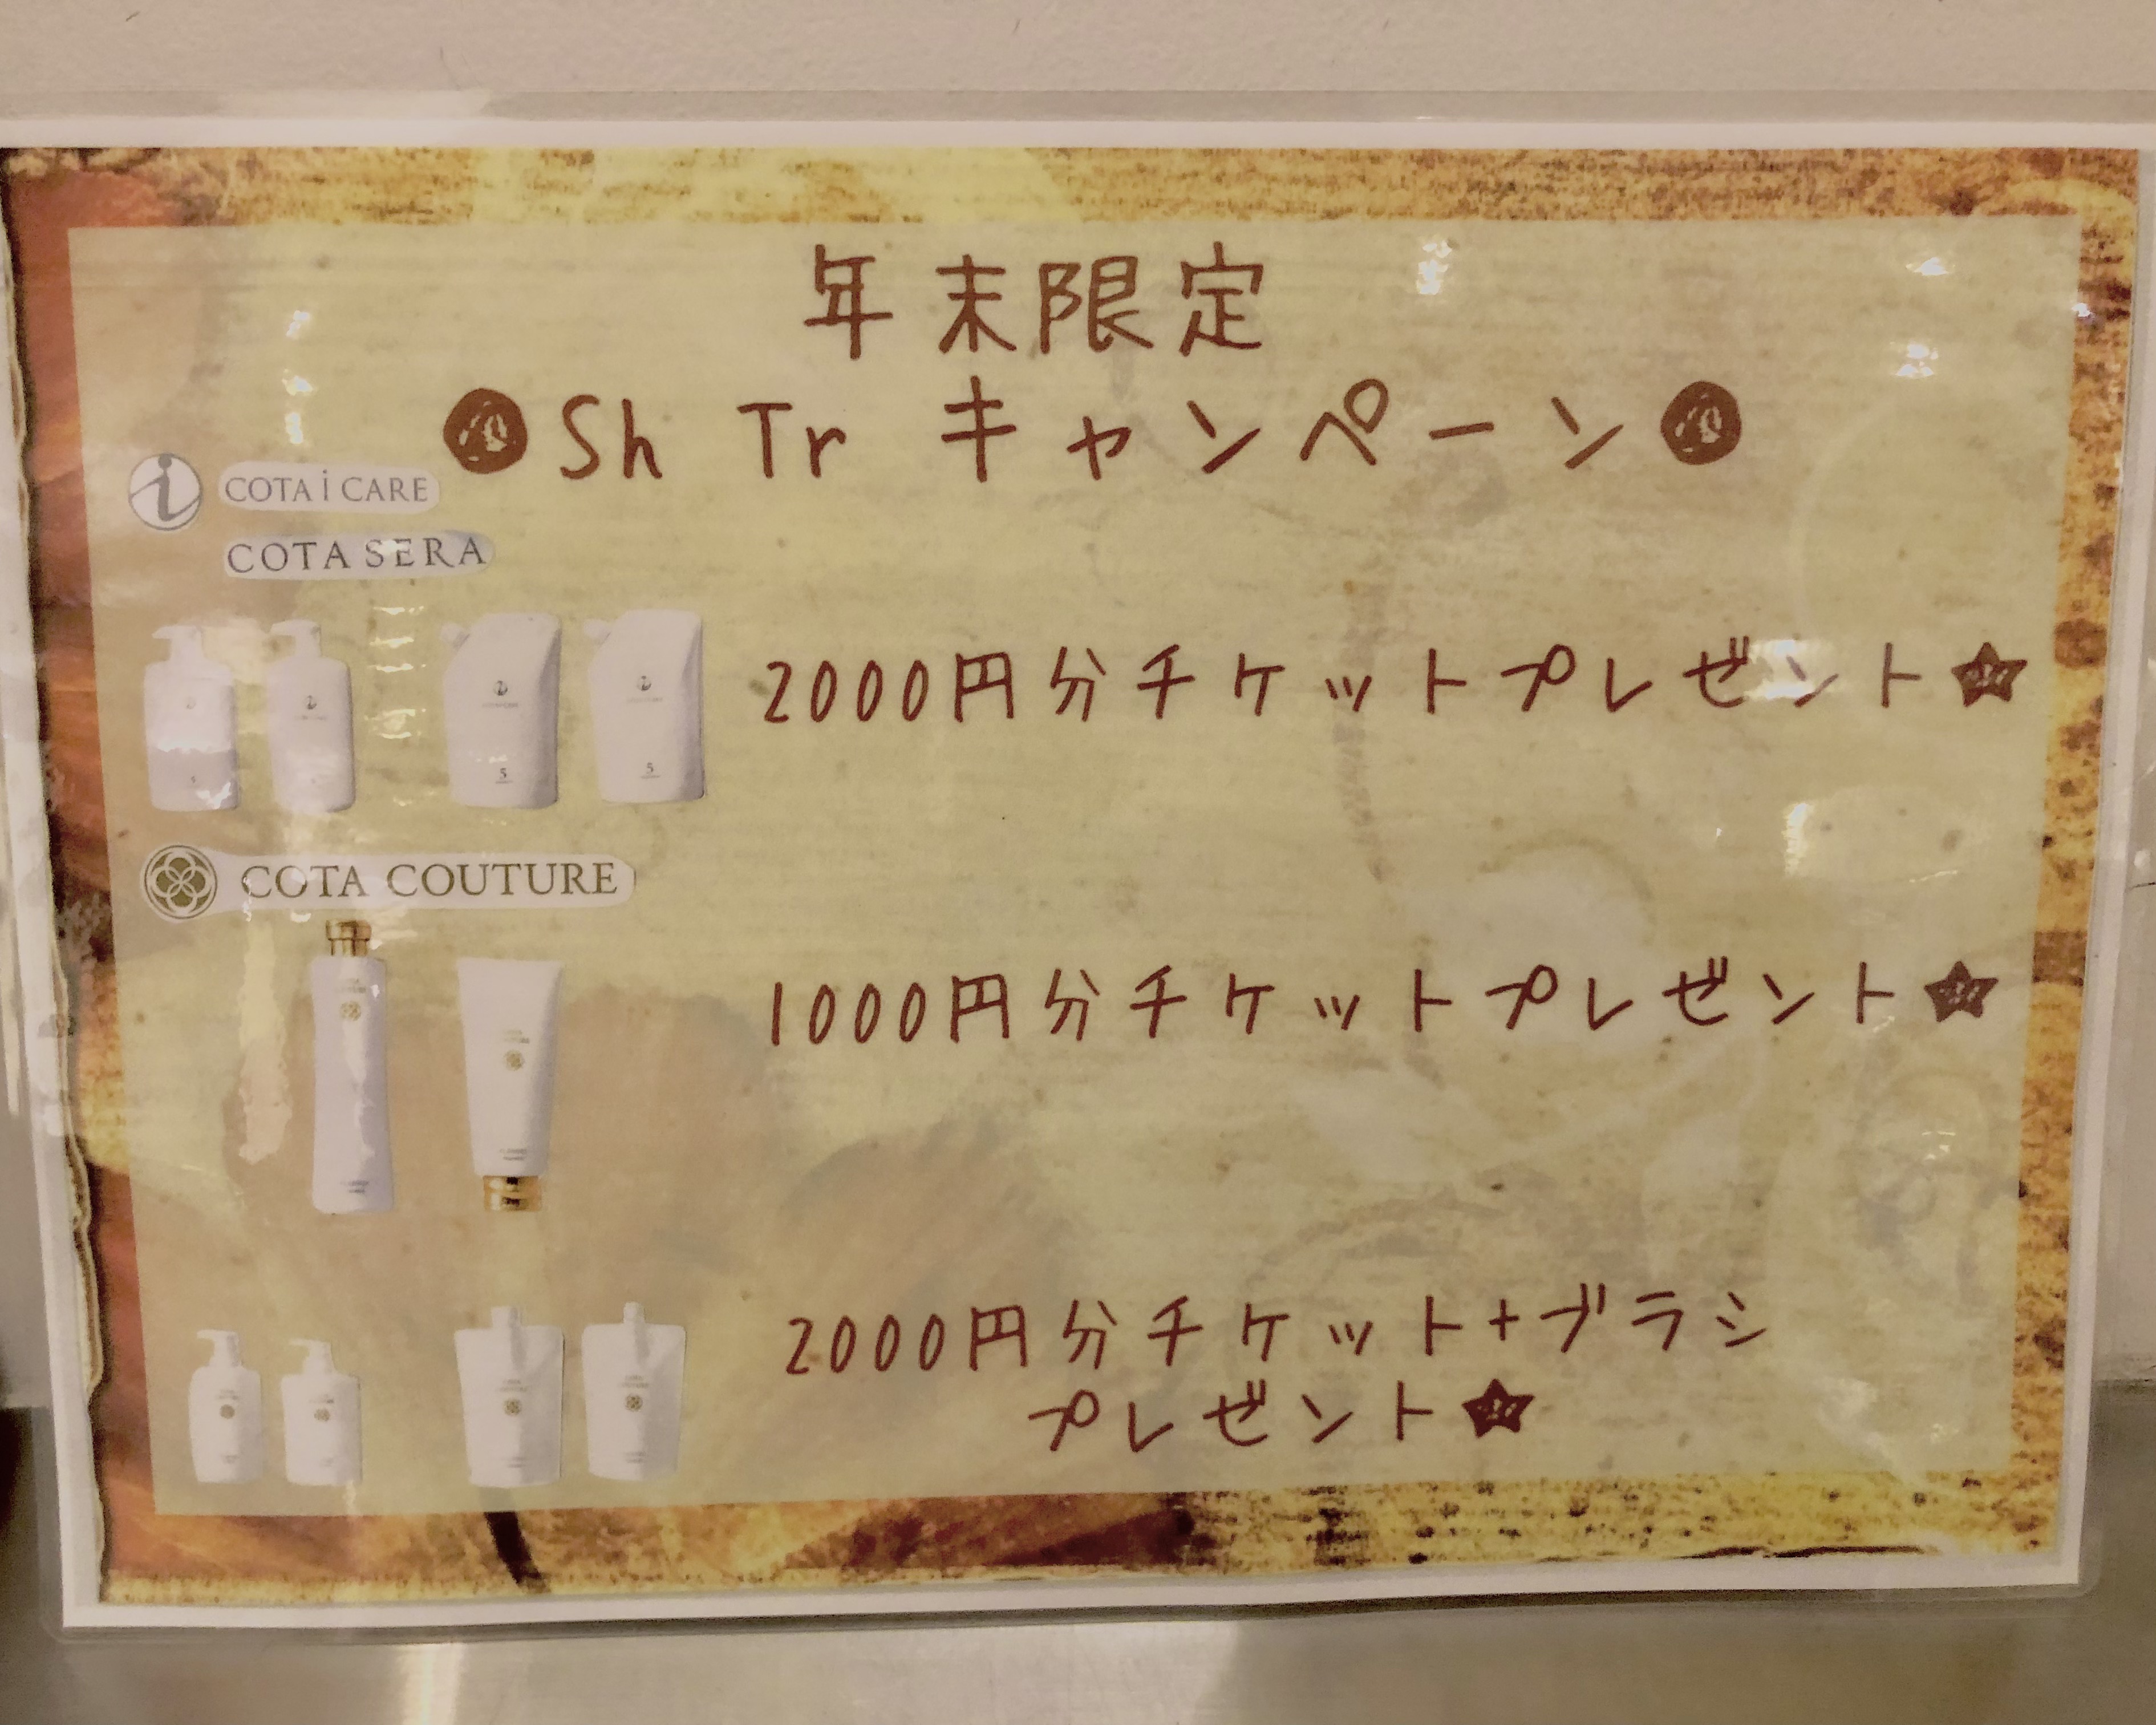 年末限定
Sh Tr キャンペーン
COTA i CARE
COTA SERA
2000円分チケットプレゼント★
5
5
COTA COUTURE
1000円分チケットプレゼント★
2000円分チケット+ブラシ
プレゼント★